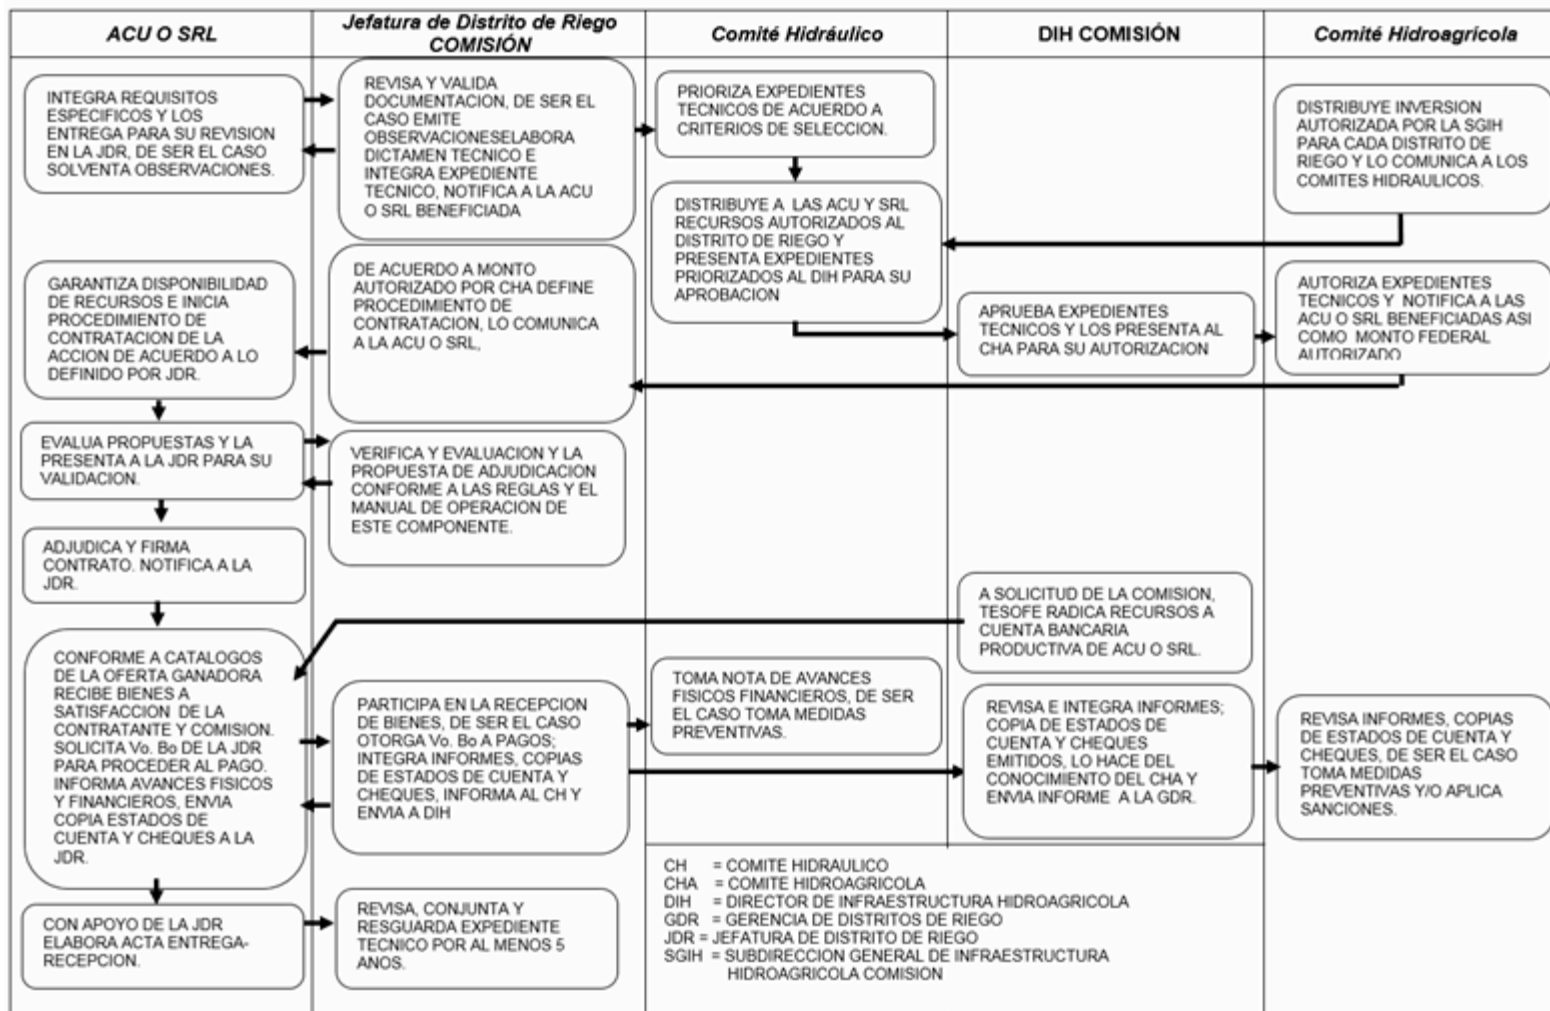 ACU O SRL
Jefatura de Distrito de Riego
COMISIÓN
Comité Hidráulico
DIH COMISIÓN
Comité Hidroagrícola
INTEGRA REQUISITOS
ESPECIFICOS Y LOS
ENTREGA PARA SU REVISION
EN LA JDR, DE SER EL CASO
SOLVENTA OBSERVACIONES.
REVISA Y VALIDA
DOCUMENTACION, DE SER EL
CASO EMITE
OBSERVACIONESELABORA
DICTAMEN TECNICO E
INTEGRA EXPEDIENTE
TECNICO, NOTIFICA A LA ACU
O SRL BENEFICIADA
PRIORIZA EXPEDIENTES
TECNICOS DE ACUERDO A
CRITERIOS DE SELECCION.
DISTRIBUYE INVERSION
AUTORIZADA POR LA SGIH
PARA CADA DISTRITO DE
RIEGO Y LO COMUNICA A LOS
COMITES HIDRAULICOS.
DISTRIBUYE A LAS ACU Y SRL
RECURSOS AUTORIZADOS AL
DISTRITO DE RIEGO Y
PRESENTA EXPEDIENTES
PRIORIZADOS AL DIH PARA SU
APROBACION
GARANTIZA DISPONIBILIDAD
DE RECURSOS E INICIA
PROCEDIMIENTO DE
CONTRATACION DE LA
ACCION DE ACUERDO A LO
DEFINIDO POR JDR.
DE ACUERDO A MONTO
AUTORIZADO POR CHA DEFINE
PROCEDIMIENTO DE
CONTRATACION, LO COMUNICA
A LA ACU O SRL,
APRUEBA EXPEDIENTES
TECNICOS Y LOS PRESENTA AL
CHA PARA SU AUTORIZACION
AUTORIZA EXPEDIENTES
TECNICOS Y NOTIFICA A LAS
ACU O SRL BENEFICIADAS ASI
COMO MONTO FEDERAL
AUTORIZADO
EVALUA PROPUESTAS Y LA
PRESENTA A LA JDR PARA SU
VALIDACION.
VERIFICA Y EVALUACION Y LA
PROPUESTA DE ADJUDICACION
CONFORME A LAS REGLAS Y EL
MANUAL DE OPERACION DE
ESTE COMPONENTE.
ADJUDICA Y FIRMA
CONTRATO. NOTIFICA A LA
JDR.
A SOLICITUD DE LA COMISION,
TESOFE RADICA RECURSOS A
CUENTA BANCARIA
PRODUCTIVA DE ACU O SRL.
CONFORME A CATALOGOS
DE LA OFERTA GANADORA
RECIBE BIENES A
SATISFACCION DE LA
CONTRATANTE Y COMISION.
SOLICITA Vo. Bo DE LA JDR
PARA PROCEDER AL PAGO.
INFORMA AVANCES FISICOS
Y FINANCIEROS, ENVIA
COPIA ESTADOS DE
CUENTA Y CHEQUES A LA
JDR.
PARTICIPA EN LA RECEPCION
DE BIENES, DE SER EL CASO
OTORGA Vo. Bo A PAGOS;
INTEGRA INFORMES, COPIAS
DE ESTADOS DE CUENTA Y
CHEQUES, INFORMA AL CH Y
ENVIA A DIH
TOMA NOTA DE AVANCES
FISICOS FINANCIEROS, DE SER
EL CASO TOMA MEDIDAS
PREVENTIVAS.
REVISA E INTEGRA INFORMES;
COPIA DE ESTADOS DE
CUENTA Y CHEQUES
EMITIDOS, LO HACE DEL
CONOCIMIENTO DEL CHA Y
ENVIA INFORME A LA GDR.
REVISA INFORMES, COPIAS
DE ESTADOS DE CUENTA Y
CHEQUES, DE SER EL CASO
TOMA MEDIDAS
PREVENTIVAS Y/O APLICA
SANCIONES.
CON APOYO DE LA JDR
ELABORA ACTA ENTREGA-
RECEPCION.
REVISA, CONJUNTA Y
RESGUARDA EXPEDIENTE
TECNICO POR AL MENOS 5
ANOS.
CH = COMITE HIDRAULICO
CHA = COMITE HIDROAGRICOLA
DIH = DIRECTOR DE INFRAESTRUCTURA HIDROAGRICOLA
GDR = GERENCIA DE DISTRITOS DE RIEGO
JDR = JEFATURA DE DISTRITO DE RIEGO
SGIH = SUBDIRECCION GENERAL DE INFRAESTRUCTURA
HIDROAGRICOLA COMISION